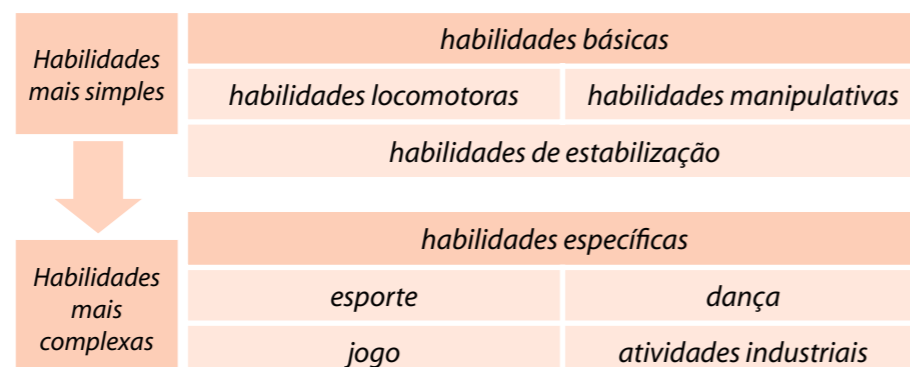 Habilidades
mais simples
habilidades básicas
habilidades locomotoras
habilidades manipulativas
habilidades de estabilização
Habilidades
mais
complexas
habilidades específicas
esporte
dança
jogo
atividades industriais